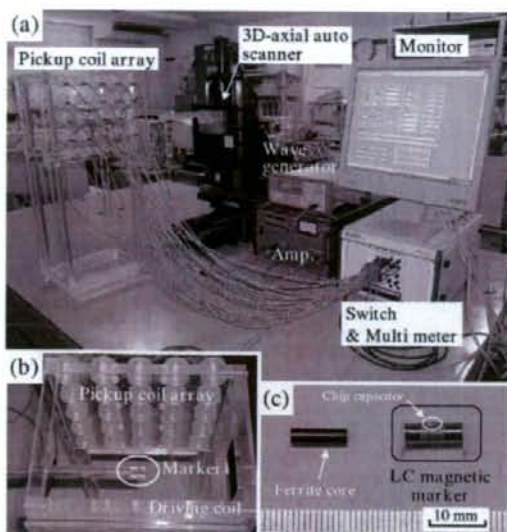 (a)
Pickup coil array
3D-axial auto
scanner
Monitor
Wave
generator
Amp.
Switch
& Multi meter
(b)
Pickup coil array
Marker
Driving coil
(c)
Chip capacitor
Ferrite core
LC magnetic
marker
10 mm